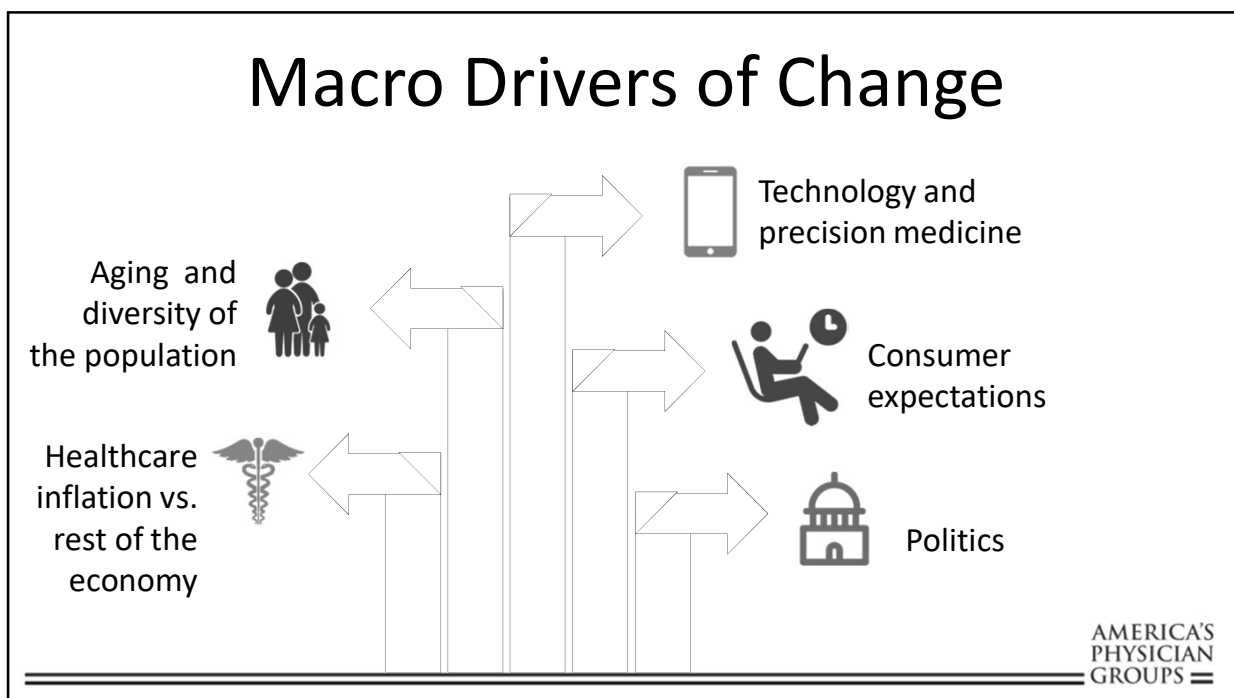 Macro Drivers of Change
Technology and
precision medicine
Aging and
diversity of
the population
Consumer
expectations
Healthcare
inflation vs.
rest of the
economy
Politics
AMERICA'S
PHYSICIAN
GROUPS